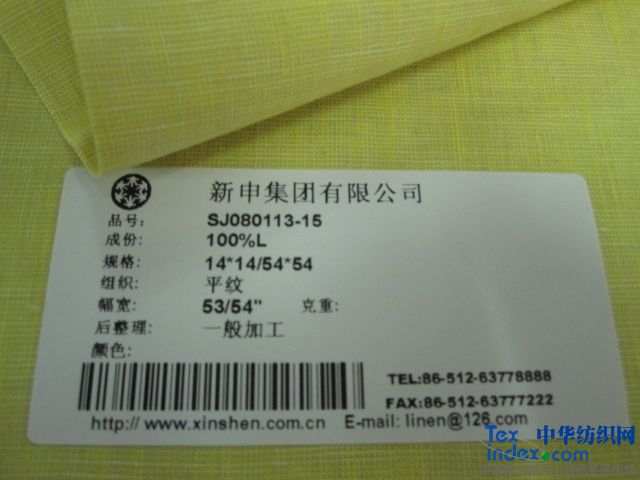 新申集团有限公司
品号: SJ080113-15
成份: 100%L
规格: 14*14/54*54
组织: 平纹
幅宽: 53/54" 克重:
后整理: 一般加工
颜色:
TEL:86-512-63778888
FAX:86-512-63777222
http://www.xinshen.com.cn E-mail: linen@126.com
Tex 中华纺织网
index.com